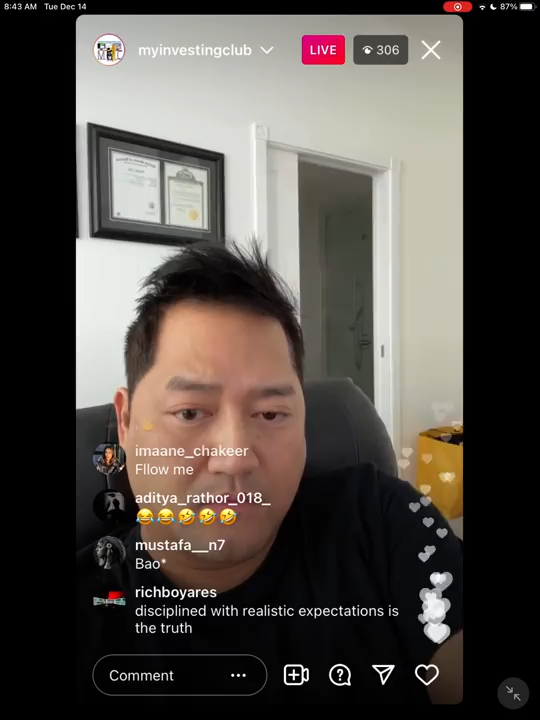 8:43 AM Tue Dec 14
87%
myinvestingclub
LIVE
306
imaane_chakeer
Fllow me
aditya_rathor_018_
😂😂🤣🤣🤣
mustafa__n7
Bao*
richboyares
disciplined with realistic expectations is
the truth
Comment